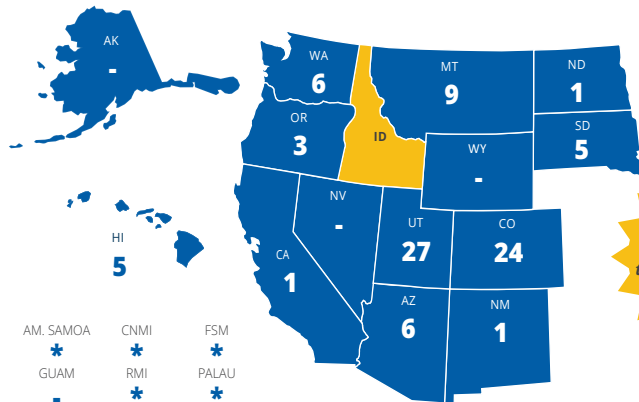 AK
-
WA
6
MT
9
ND
1
OR
3
ID
SD
5
WY
-
NV
-
HI
5
UT
27
CO
24
CA
1
AZ
6
NM
1
AM. SAMOA CNMI FSM
* * *
GUAM RMI PALAU
- * *